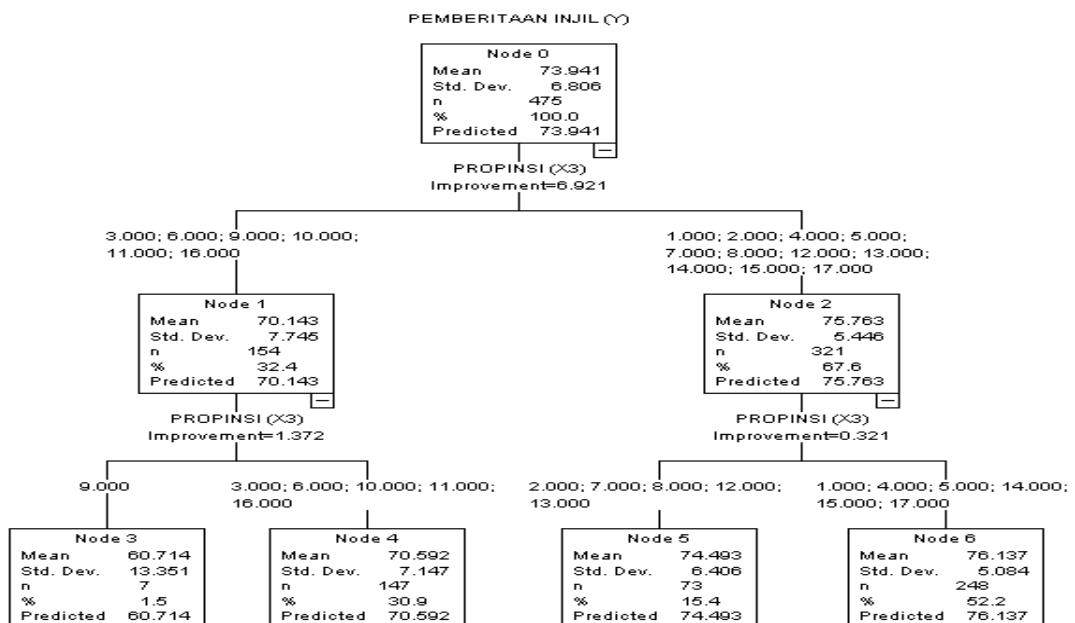 PEMBERITAAN INJIL (Y)
Node 0
Mean 73.941
Std. Dev. 6.806
n 475
% 100.0
Predicted 73.941
PROPINSI (X3)
Improvement=6.921
3.000; 6.000; 9.000; 10.000;
11.000; 16.000
1.000; 2.000; 4.000; 5.000;
7.000; 8.000; 12.000; 13.000;
14.000; 15.000; 17.000
Node 1
Mean 70.143
Std. Dev. 7.745
n 154
% 32.4
Predicted 70.143
Node 2
Mean 75.763
Std. Dev. 5.446
n 321
% 67.6
Predicted 75.763
PROPINSI (X3)
Improvement=1.372
PROPINSI (X3)
Improvement=0.321
9.000
3.000; 6.000; 10.000; 11.000;
16.000
2.000; 7.000; 8.000; 12.000;
13.000
1.000; 4.000; 5.000; 14.000;
15.000; 17.000
Node 3
Mean 60.714
Std. Dev. 13.351
n 7
% 1.5
Predicted 60.714
Node 4
Mean 70.592
Std. Dev. 7.147
n 147
% 30.9
Predicted 70.592
Node 5
Mean 74.493
Std. Dev. 6.406
n 73
% 15.4
Predicted 74.493
Node 6
Mean 76.137
Std. Dev. 5.084
n 248
% 52.2
Predicted 76.137